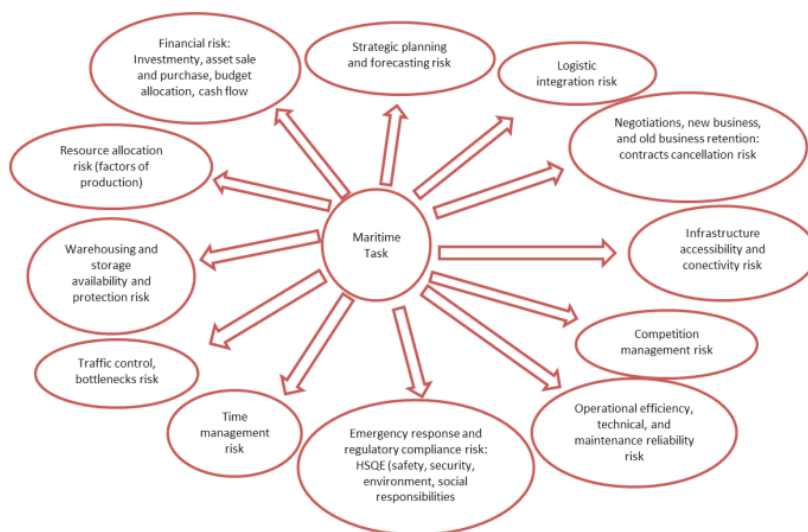 Financial risk:
Investmenty, asset sale
and purchase, budget
allocation, cash flow
Strategic planning
and forecasting risk
Logistic
integration risk
Negotiations, new business,
and old business retention:
contracts cancellation risk
Resource allocation
risk (factors of
production)
Maritime
Task
Infrastructure
accessibility and
conectivity risk
Warehousing and
storage
availability and
protection risk
Competition
management risk
Traffic control,
bottlenecks risk
Time
management
risk
Emergency response and
regulatory compliance risk:
HSQE (safety, security,
environment, social
responsibilities
Operational efficiency,
technical, and
maintenance reliability
risk